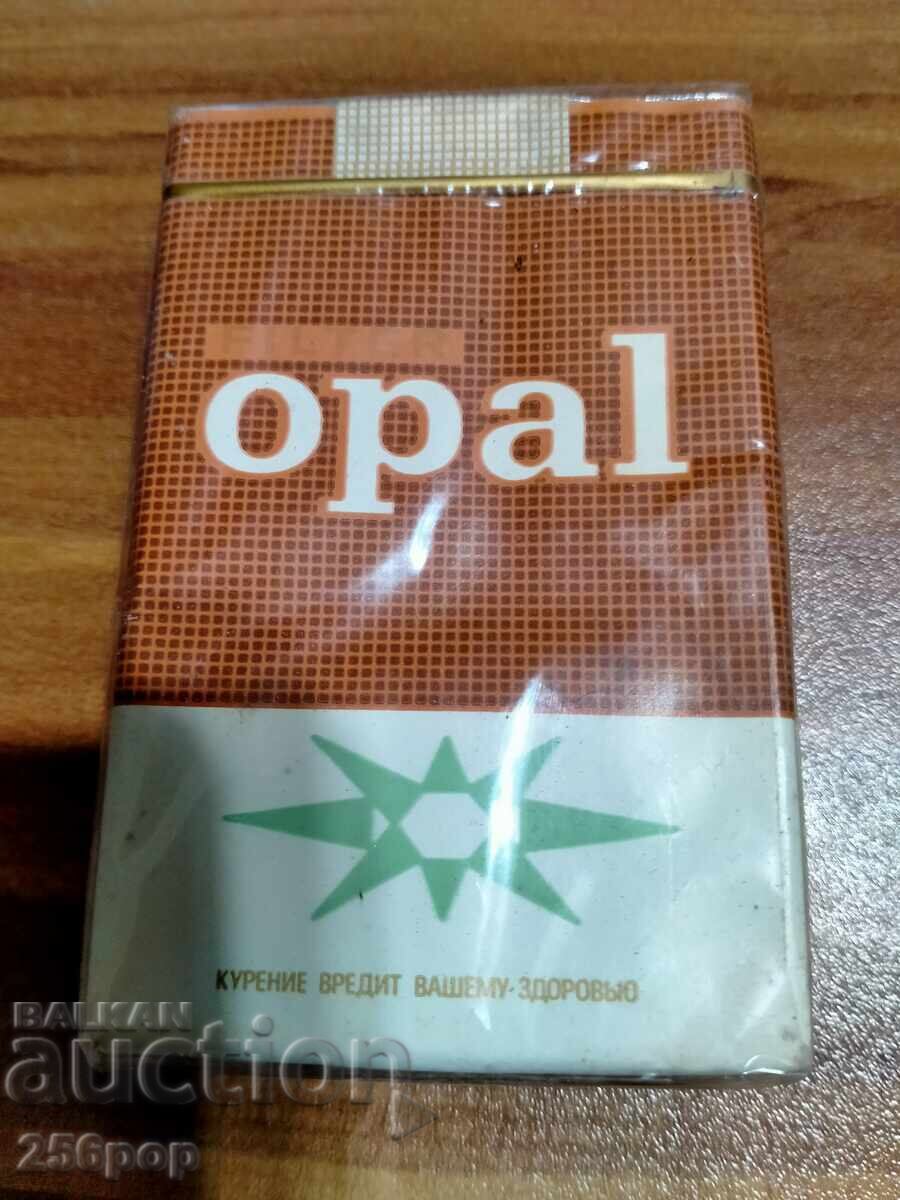 opal
КУРЕНИЕ ВРЕДИТ ВАШЕМУ ЗДОРОВЬЮ
BALKAN
auction
256pop